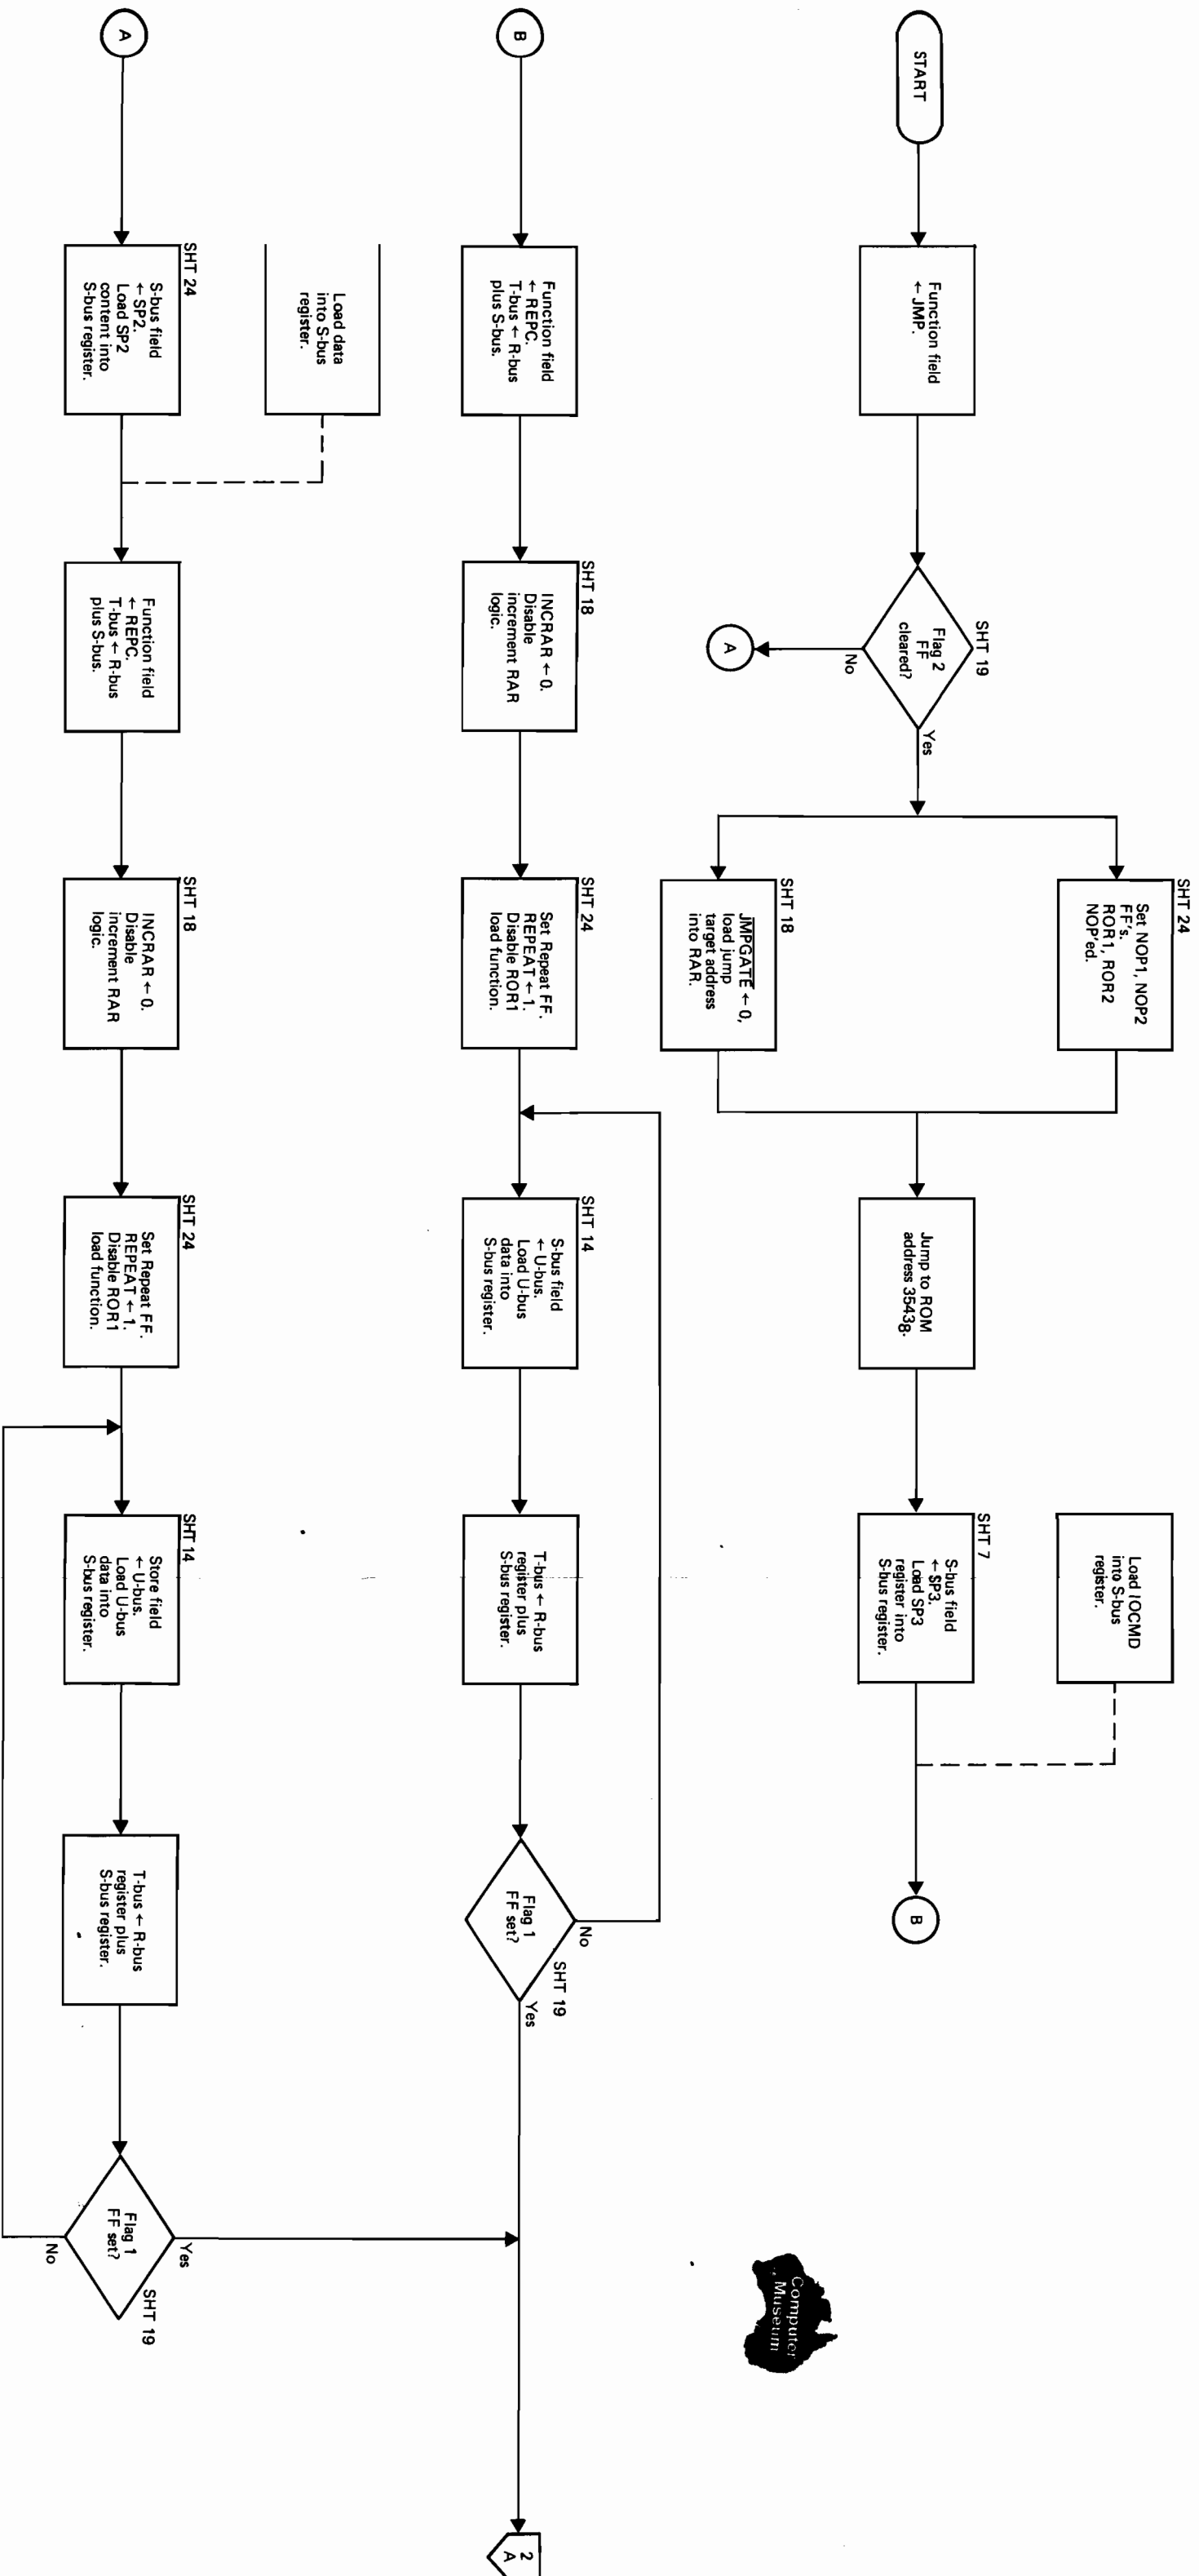 START
Function field
← JMP.
SHT 19
Flag 2
FF
cleared?
No
A
Yes
SHT 24
Set NOP1, NOP2
FF's.
ROR1, ROR2
NOP'ed.
SHT 18
JMPGATE ← 0,
load jump
target address
into RAR.
Jump to ROM
address 3543₈.
Load IOCMD
into S-bus
register.
SHT 7
S-bus field
← SP3.
Load SP3
register into
S-bus register.
B
B
Function field
← REPC.
T-bus ← R-bus
plus S-bus.
SHT 18
INCRAR ← 0.
Disable
increment RAR
logic.
SHT 24
Set Repeat FF.
REPEAT ← 1.
Disable ROR1
load function.
SHT 14
S-bus field
← U-bus.
Load U-bus
data into
S-bus register.
T-bus ← R-bus
register plus
S-bus register.
Flag 1
FF set?
No
SHT 19
Yes
2
A
Load data
into S-bus
register.
A
SHT 24
S-bus field
← SP2.
Load SP2
content into
S-bus register.
Function field
← REPC.
T-bus ← R-bus
plus S-bus.
SHT 18
INCRAR ← 0.
Disable
increment RAR
logic.
SHT 24
Set Repeat FF.
REPEAT ← 1.
Disable ROR1
load function.
SHT 14
Store field
← U-bus.
Load U-bus
data into
S-bus register.
T-bus ← R-bus
register plus
S-bus register.
Flag 1
FF set?
Yes
SHT 19
No
Computer
Museum